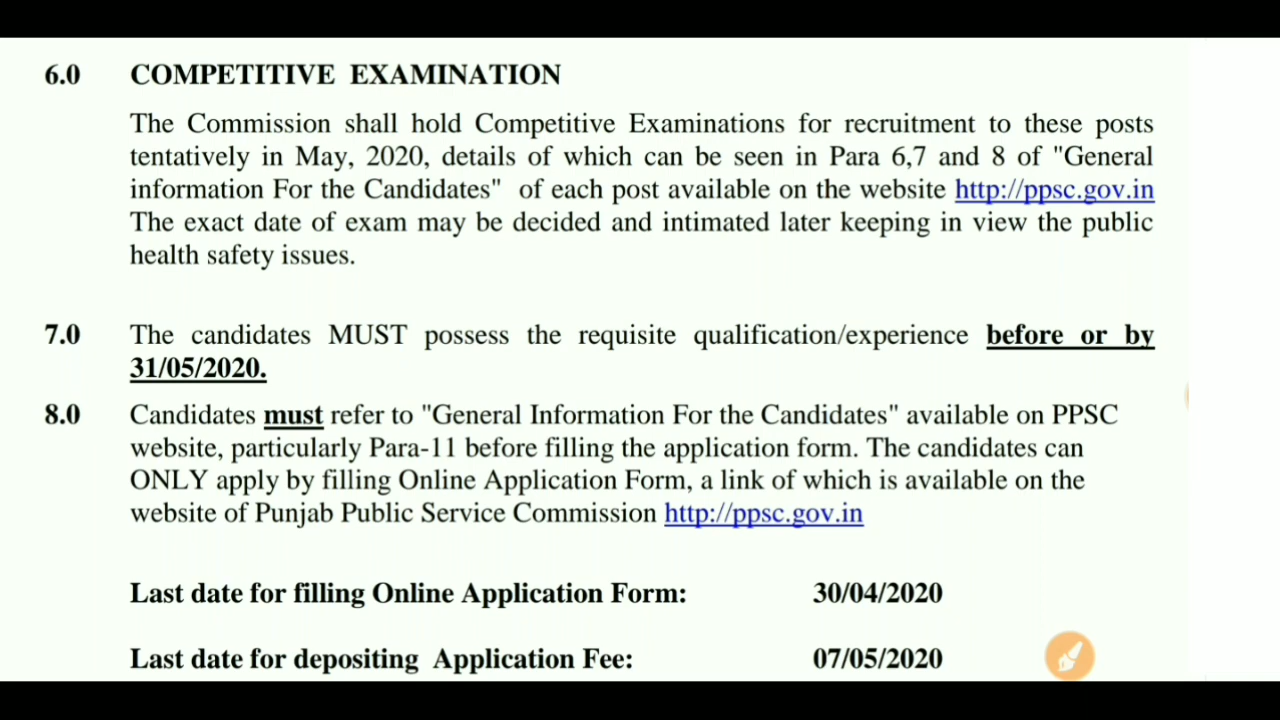 6.0 COMPETITIVE EXAMINATION
The Commission shall hold Competitive Examinations for recruitment to these posts
tentatively in May, 2020, details of which can be seen in Para 6,7 and 8 of "General
information For the Candidates" of each post available on the website http://ppsc.gov.in
The exact date of exam may be decided and intimated later keeping in view the public
health safety issues.
7.0 The candidates MUST possess the requisite qualification/experience before or by
31/05/2020.
8.0 Candidates must refer to "General Information For the Candidates" available on PPSC
website, particularly Para-11 before filling the application form. The candidates can
ONLY apply by filling Online Application Form, a link of which is available on the
website of Punjab Public Service Commission http://ppsc.gov.in
Last date for filling Online Application Form: 30/04/2020
Last date for depositing Application Fee: 07/05/2020